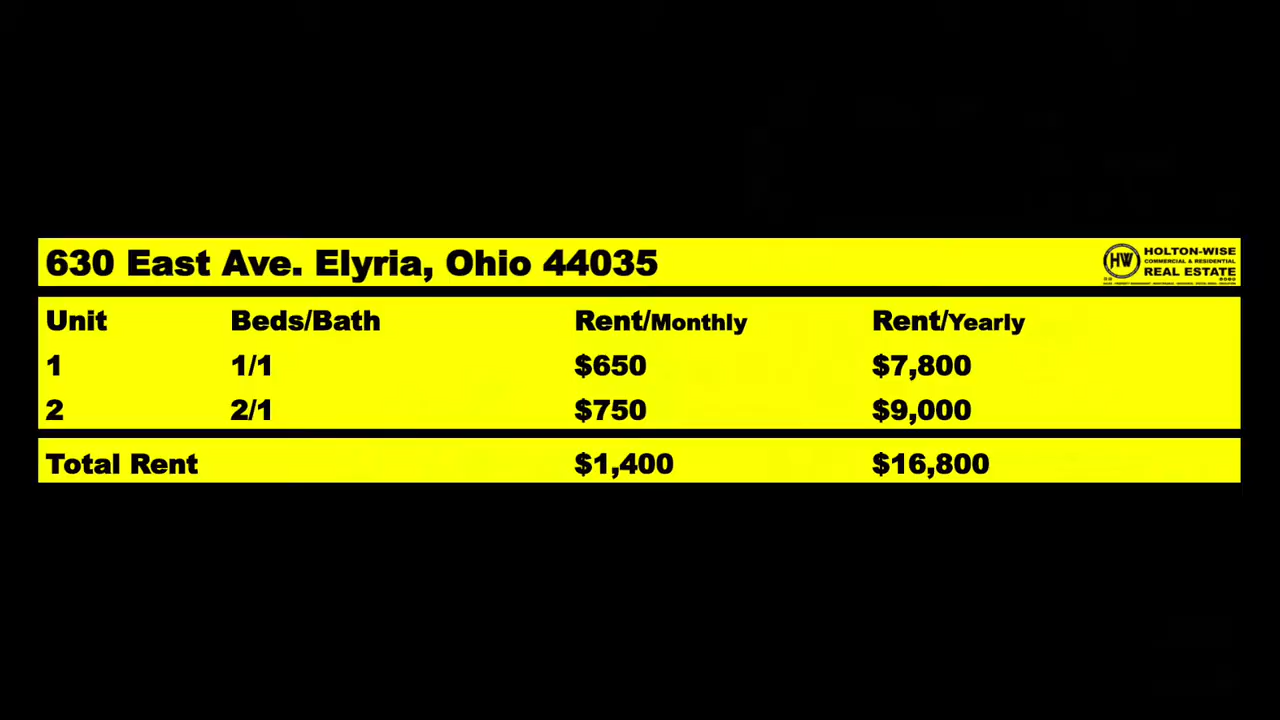 630 East Ave. Elyria, Ohio 44035
HW
HOLTON-WISE
COMMERCIAL & RESIDENTIAL
REAL ESTATE
Unit Beds/Bath Rent/Monthly Rent/Yearly
1 1/1 $650 $7,800
2 2/1 $750 $9,000
Total Rent $1,400 $16,800